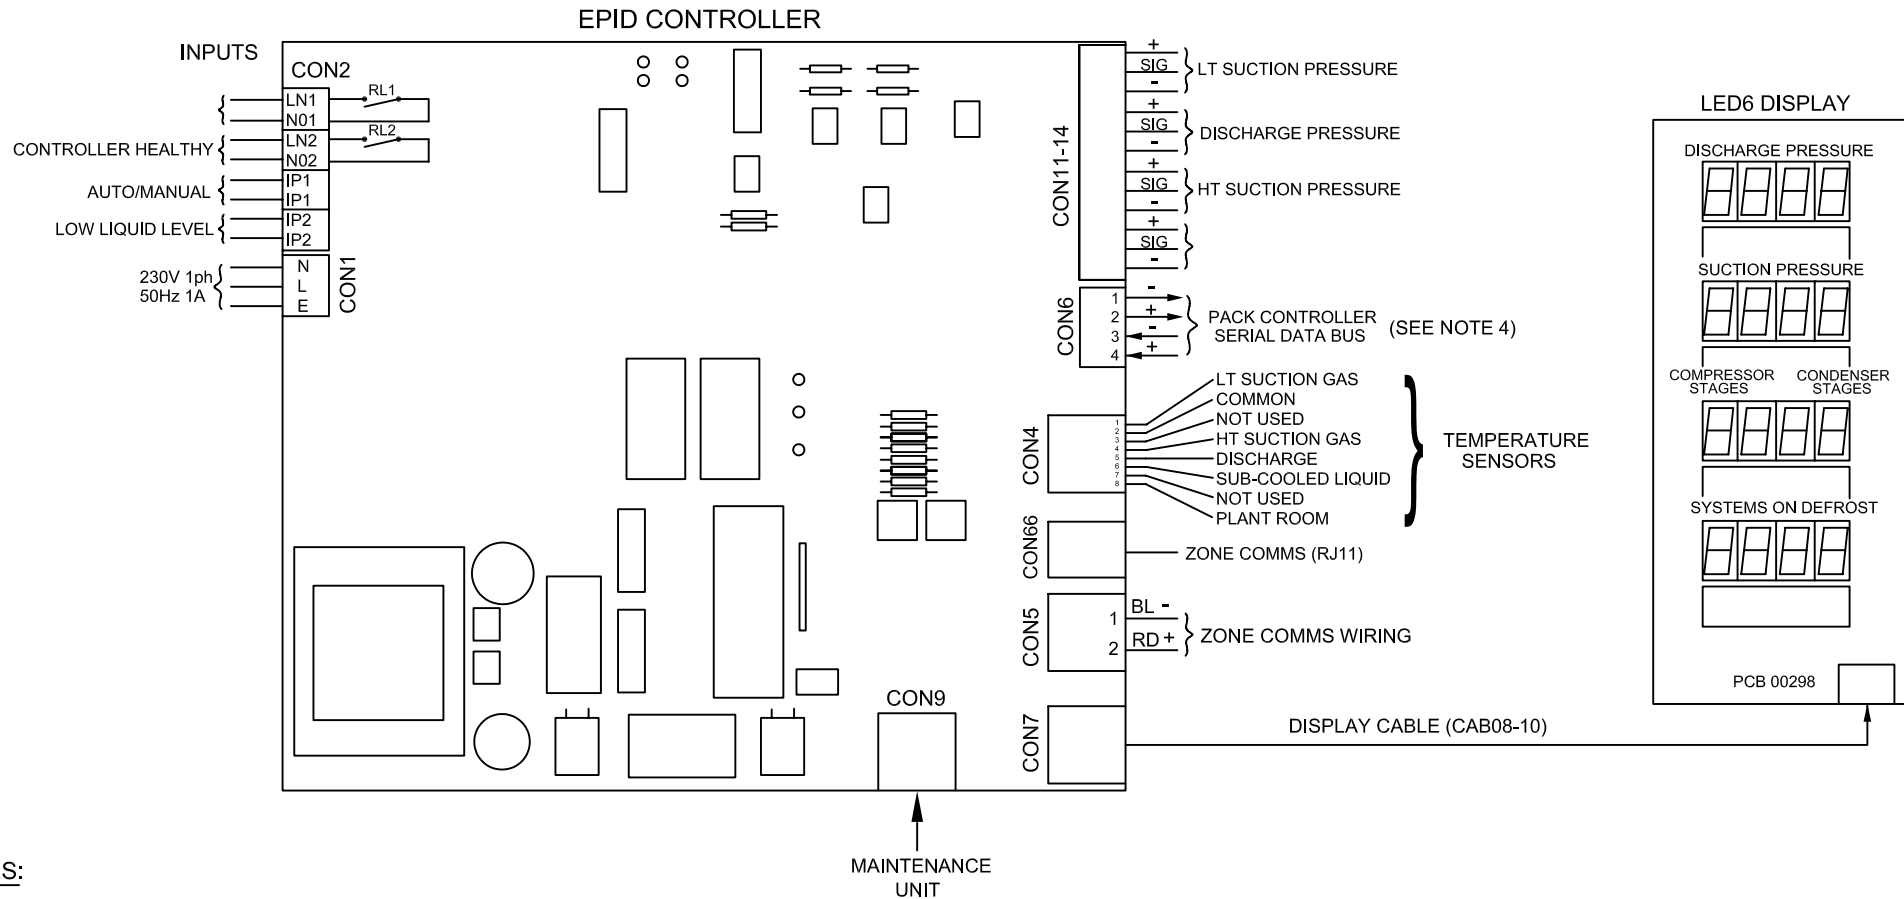 EPID CONTROLLER
INPUTS
CON2
LN1
N01
LN2
N02
IP1
IP1
IP2
IP2
RL1
RL2
CONTROLLER HEALTHY
AUTO/MANUAL
LOW LIQUID LEVEL
230V 1ph
50Hz 1A
N
L
E
CON1
CON11-14
+
SIG
-
LT SUCTION PRESSURE
+
SIG
-
DISCHARGE PRESSURE
+
SIG
-
HT SUCTION PRESSURE
+
SIG
-
CON6
1 -
2 +
3 -
4 +
PACK CONTROLLER
SERIAL DATA BUS
(SEE NOTE 4)
CON4
1
2
3
4
5
6
7
8
LT SUCTION GAS
COMMON
NOT USED
HT SUCTION GAS
DISCHARGE
SUB-COOLED LIQUID
NOT USED
PLANT ROOM
TEMPERATURE
SENSORS
CON66
ZONE COMMS (RJ11)
CON5
1 BL -
2 RD +
ZONE COMMS WIRING
CON7
DISPLAY CABLE (CAB08-10)
CON9
MAINTENANCE
UNIT
LED6 DISPLAY
DISCHARGE PRESSURE
8888
SUCTION PRESSURE
8888
COMPRESSOR
STAGES
CONDENSER
STAGES
8888
SYSTEMS ON DEFROST
8888
PCB 00298
S: